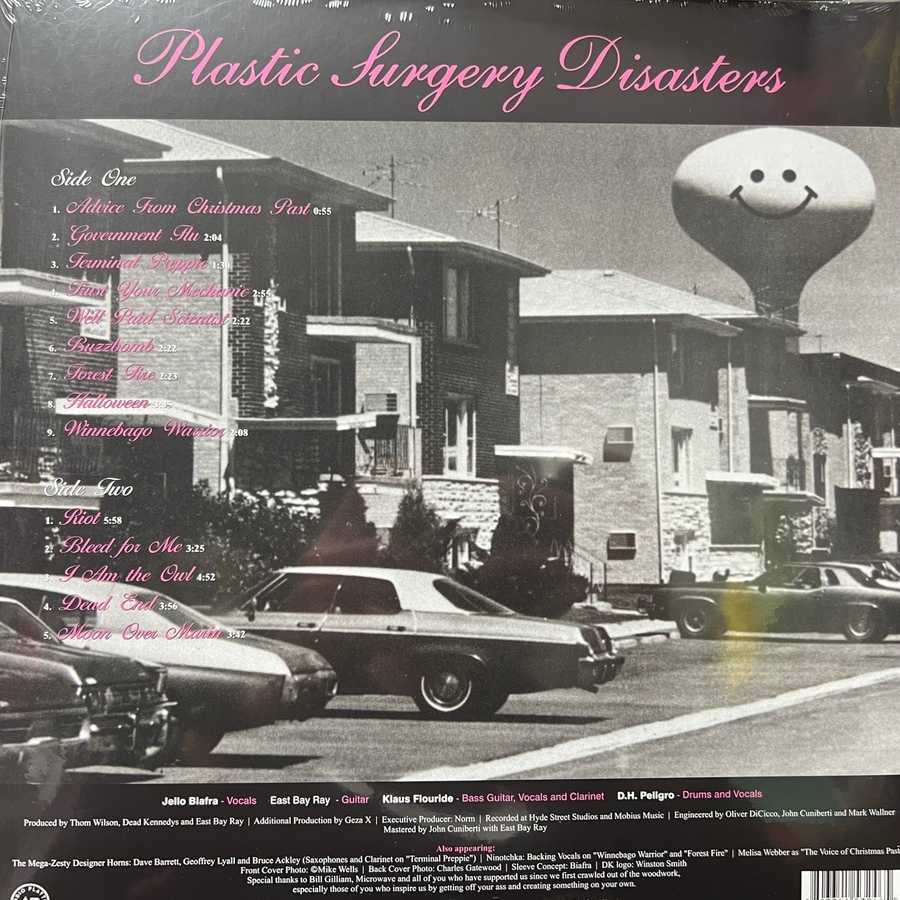 Plastic Surgery Disasters
Side One
1. Advice From Christmas Past 0:55
2. Government Flu 2:04
3. Terminal Preppie 1:30
4. Trust Your Mechanic 2:55
5. Well Paid Scientist 2:22
6. Buzzbomb 2:22
7. Forest Fire 2:23
8. Halloween 3:35
9. Winnebago Warrior 2:08
Side Two
1. Riot 5:58
2. Bleed for Me 3:25
3. I Am the Owl 4:52
4. Dead End 3:56
5. Moon Over Marin 3:42
Jello Biafra - Vocals East Bay Ray - Guitar Klaus Flouride - Bass Guitar, Vocals and Clarinet D.H. Peligro - Drums and Vocals
Produced by Thom Wilson, Dead Kennedys and East Bay Ray | Additional Production by Geza X | Executive Producer: Norm | Recorded at Hyde Street Studios and Mobius Music | Engineered by Oliver DiCicco, John Cuniberti and Mark Wallner
Mastered by John Cuniberti with East Bay Ray
Also appearing:
The Mega-Zesty Designer Horns: Dave Barrett, Geoffrey Lyall and Bruce Ackley (Saxophones and Clarinet on "Terminal Preppie") | Ninotchka: Backing Vocals on "Winnebago Warrior" and "Forest Fire" | Melisa Webber as "The Voice of Christmas Past
Front Cover Photo: ©Mike Wells | Back Cover Photo: Charles Gatewood | Sleeve Concept: Biafra | DK logo: Winston Smith
Special thanks to Bill Gilliam, Microwave and all of you who have supported us since we first crawled out of the woodwork,
especially those of you who inspire us by getting off your ass and creating something on your own.